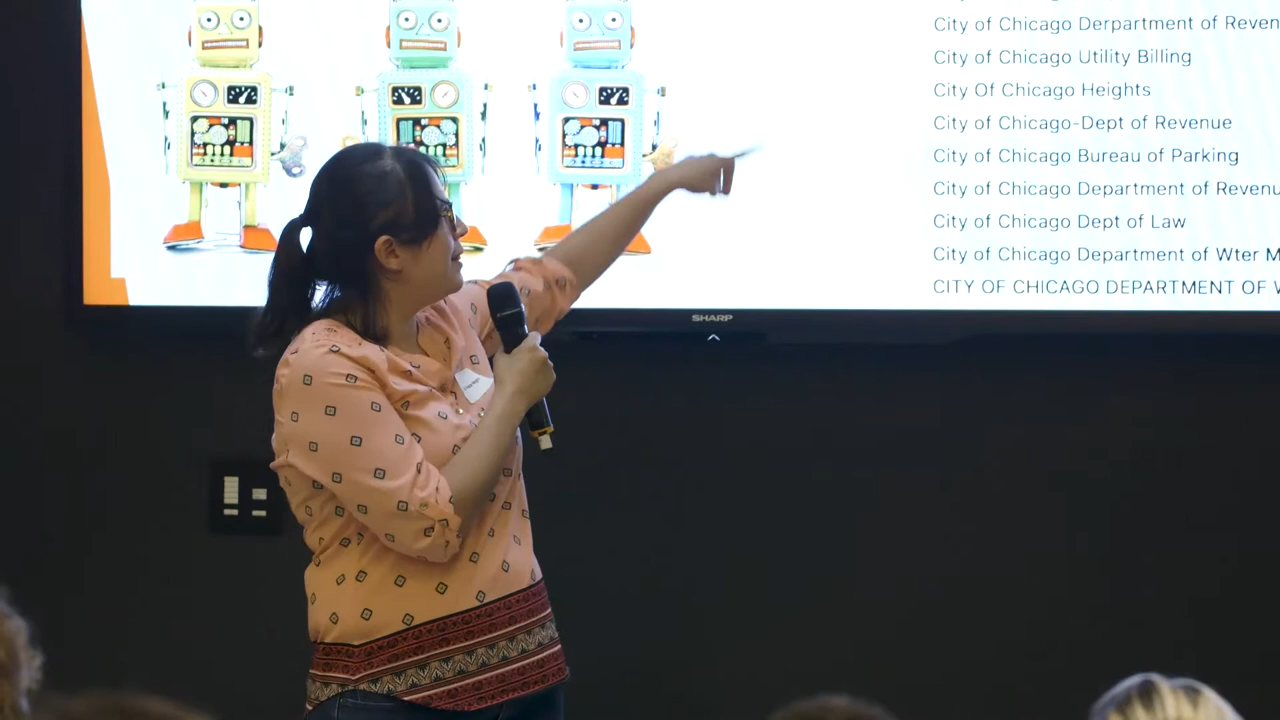 City of Chicago Derpartment of Reven
City of Chicago Utility Billing
City Of Chicago Heights
City of Chicago-Dept of Revenue
City of Chicago Bureau of Parking
City of Chicago Department of Revenu
City of Chicago Dept of Law
City of Chicago Department of Wter M
CITY OF CHICAGO DEPARTMENT OF W
SHARP